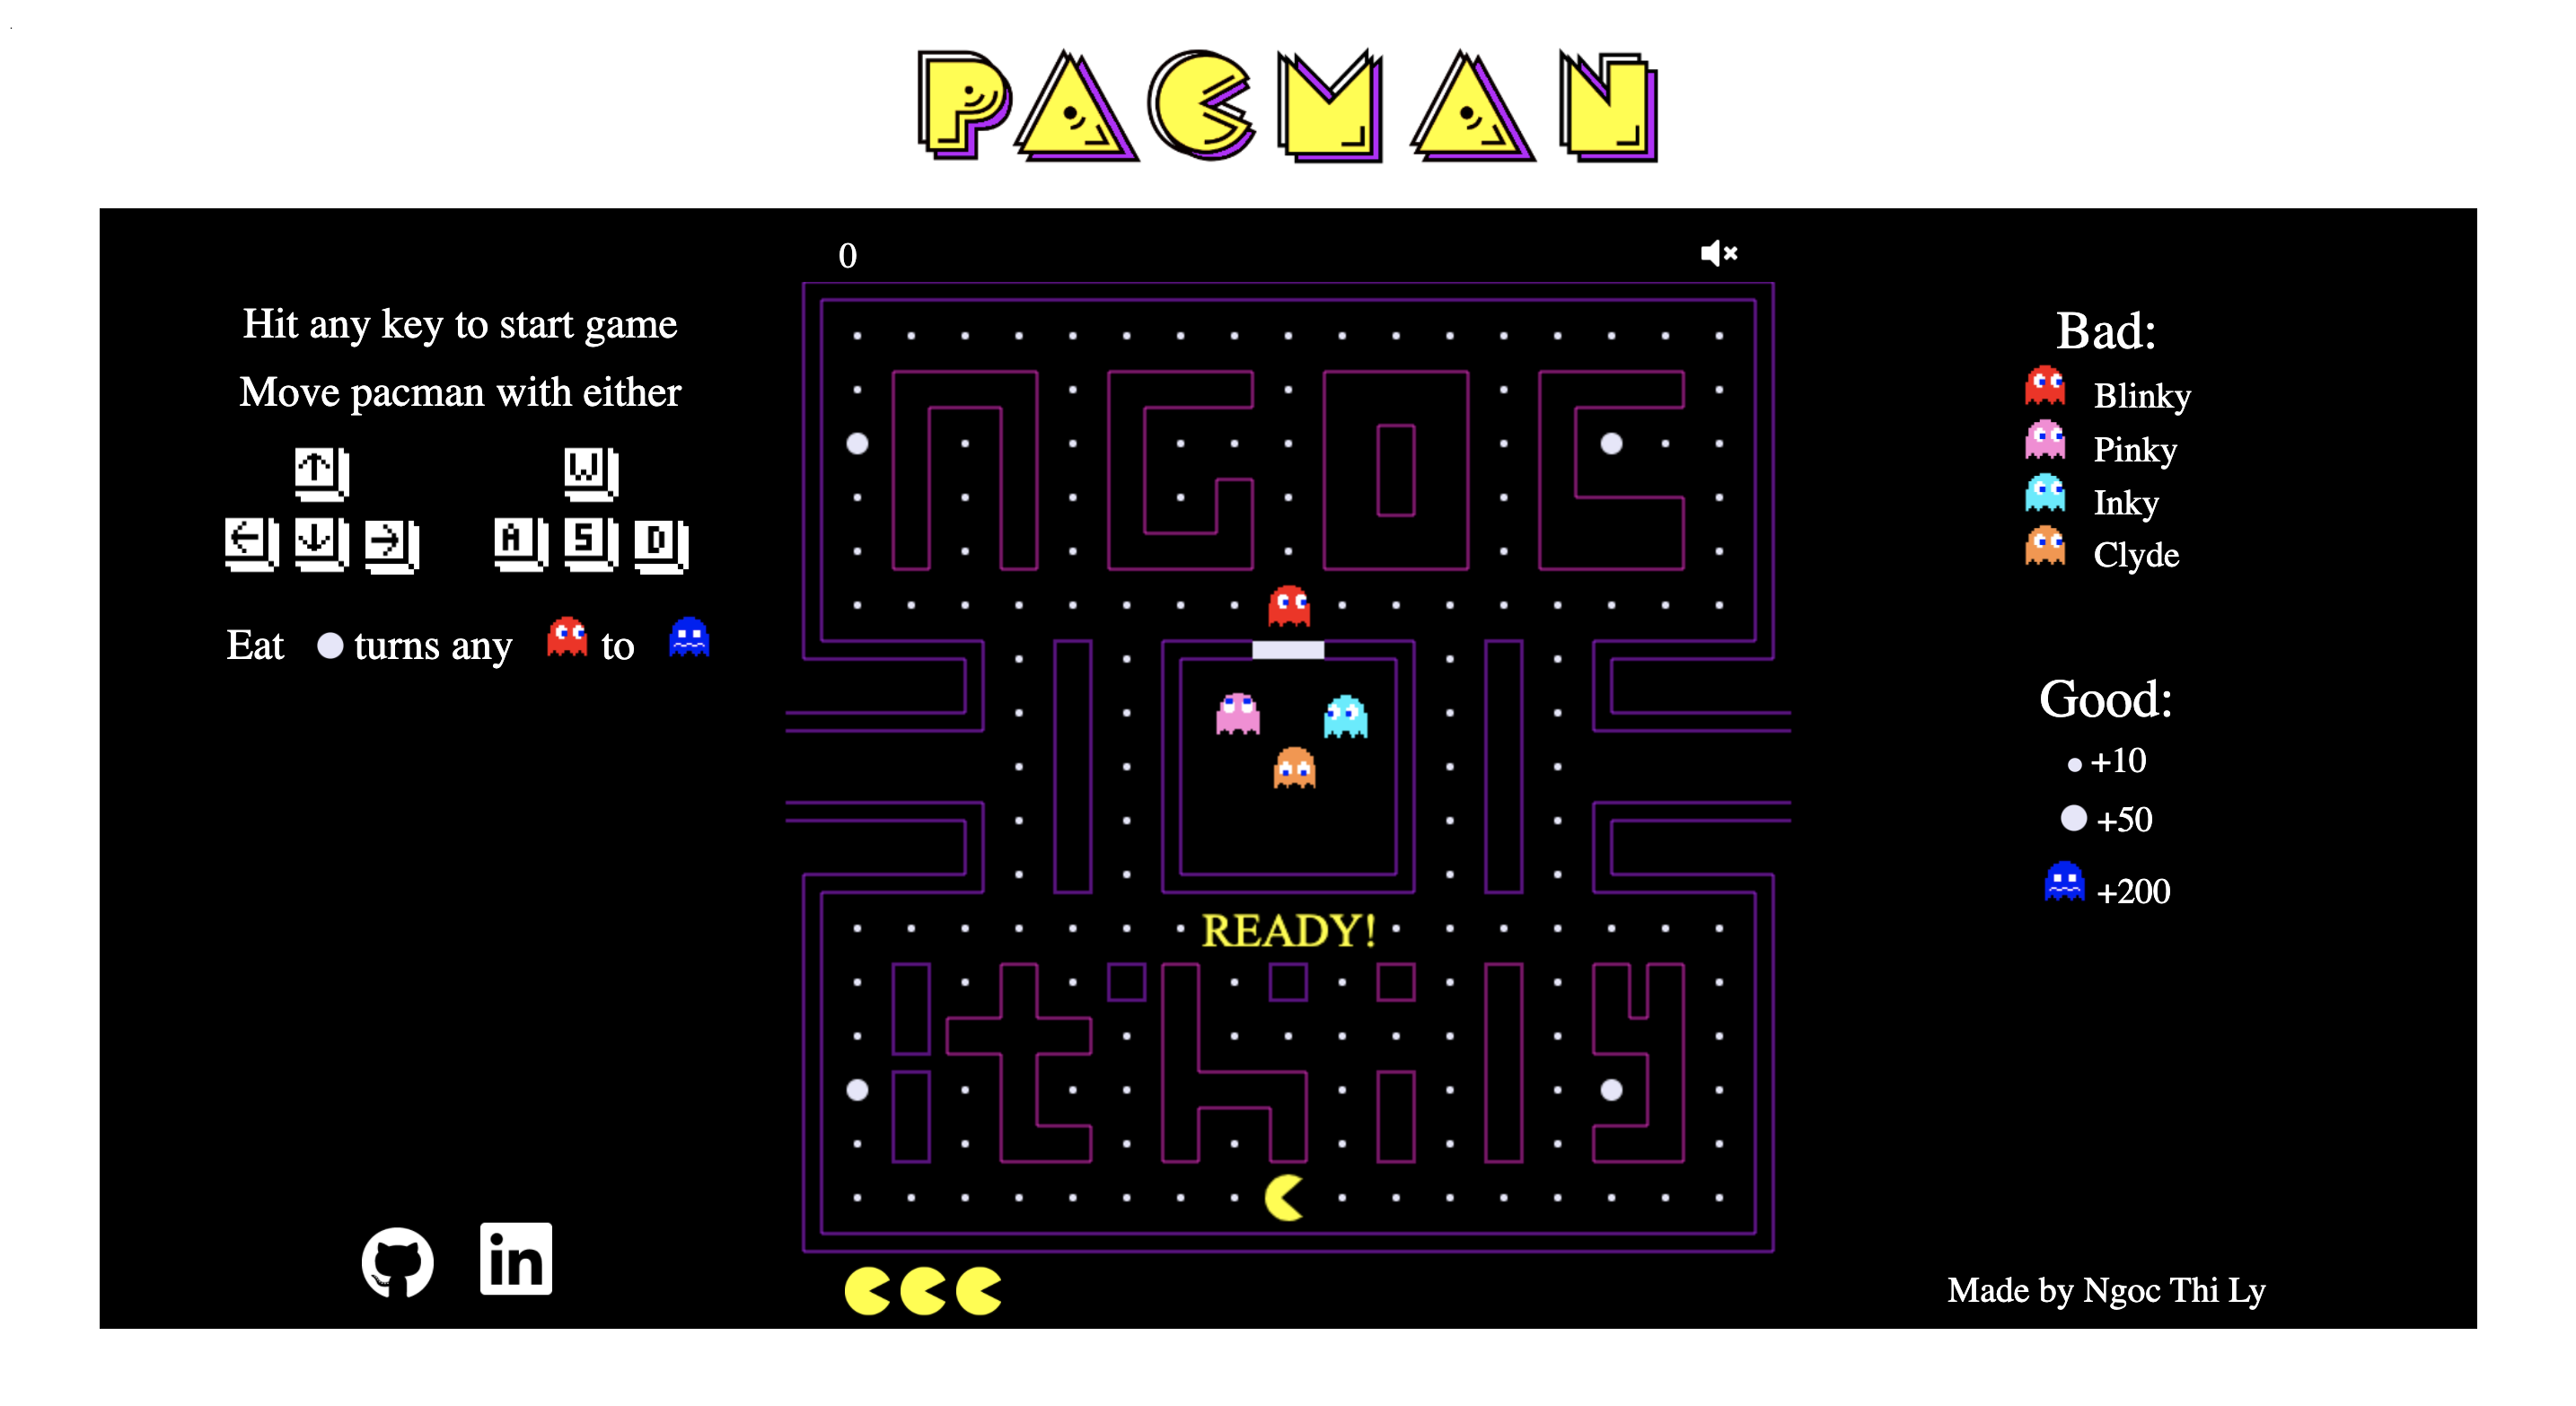 PACMAN
0
Hit any key to start game
Move pacman with either
↑ W
← ↓ → A S D
Eat turns any to
Bad:
Blinky
Pinky
Inky
Clyde
Good:
+10
+50
+200
n G O C
READY!
t h i l y
in
Made by Ngoc Thi Ly